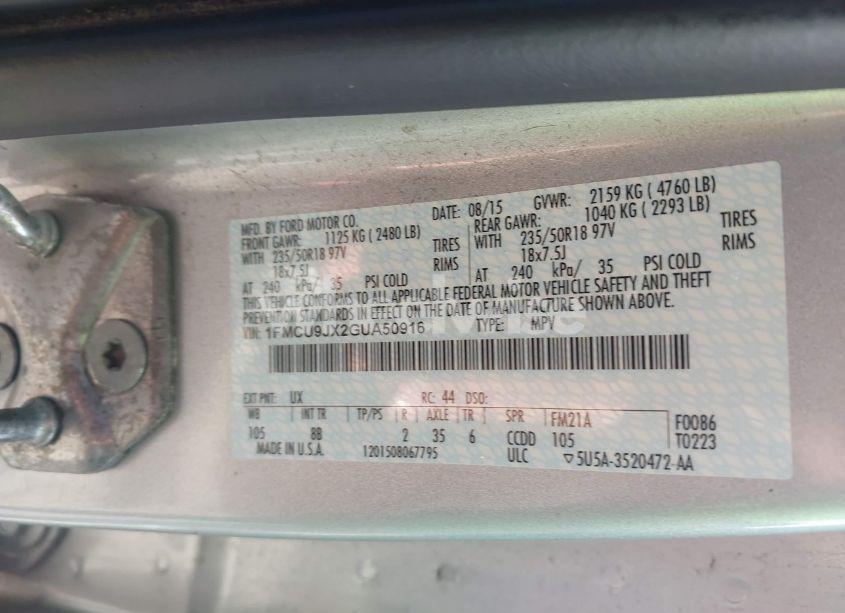 MFD. BY FORD MOTOR CO.
DATE: 08/15 GVWR: 2159 KG ( 4760 LB)
FRONT GAWR: 1125 KG ( 2480 LB) REAR GAWR: 1040 KG ( 2293 LB)
WITH 235/50R18 97V TIRES WITH 235/50R18 97V TIRES
18x7.5J RIMS 18x7.5J RIMS
AT 240 kPa/ 35 PSI COLD AT 240 kPa/ 35 PSI COLD
THIS VEHICLE CONFORMS TO ALL APPLICABLE FEDERAL MOTOR VEHICLE SAFETY AND THEFT
PREVENTION STANDARDS IN EFFECT ON THE DATE OF MANUFACTURE SHOWN ABOVE.
VIN: 1FMCU9JX2GUA50916 TYPE: MPV
EXT PNT: UX RC: 44 DSO:
WB INT TR TP/PS R AXLE TR SPR FM21A F0086
105 8B 2 35 6 CCDD 105 T0223
MADE IN U.S.A. 1201508067795 ULC 5U5A-3520472-AA